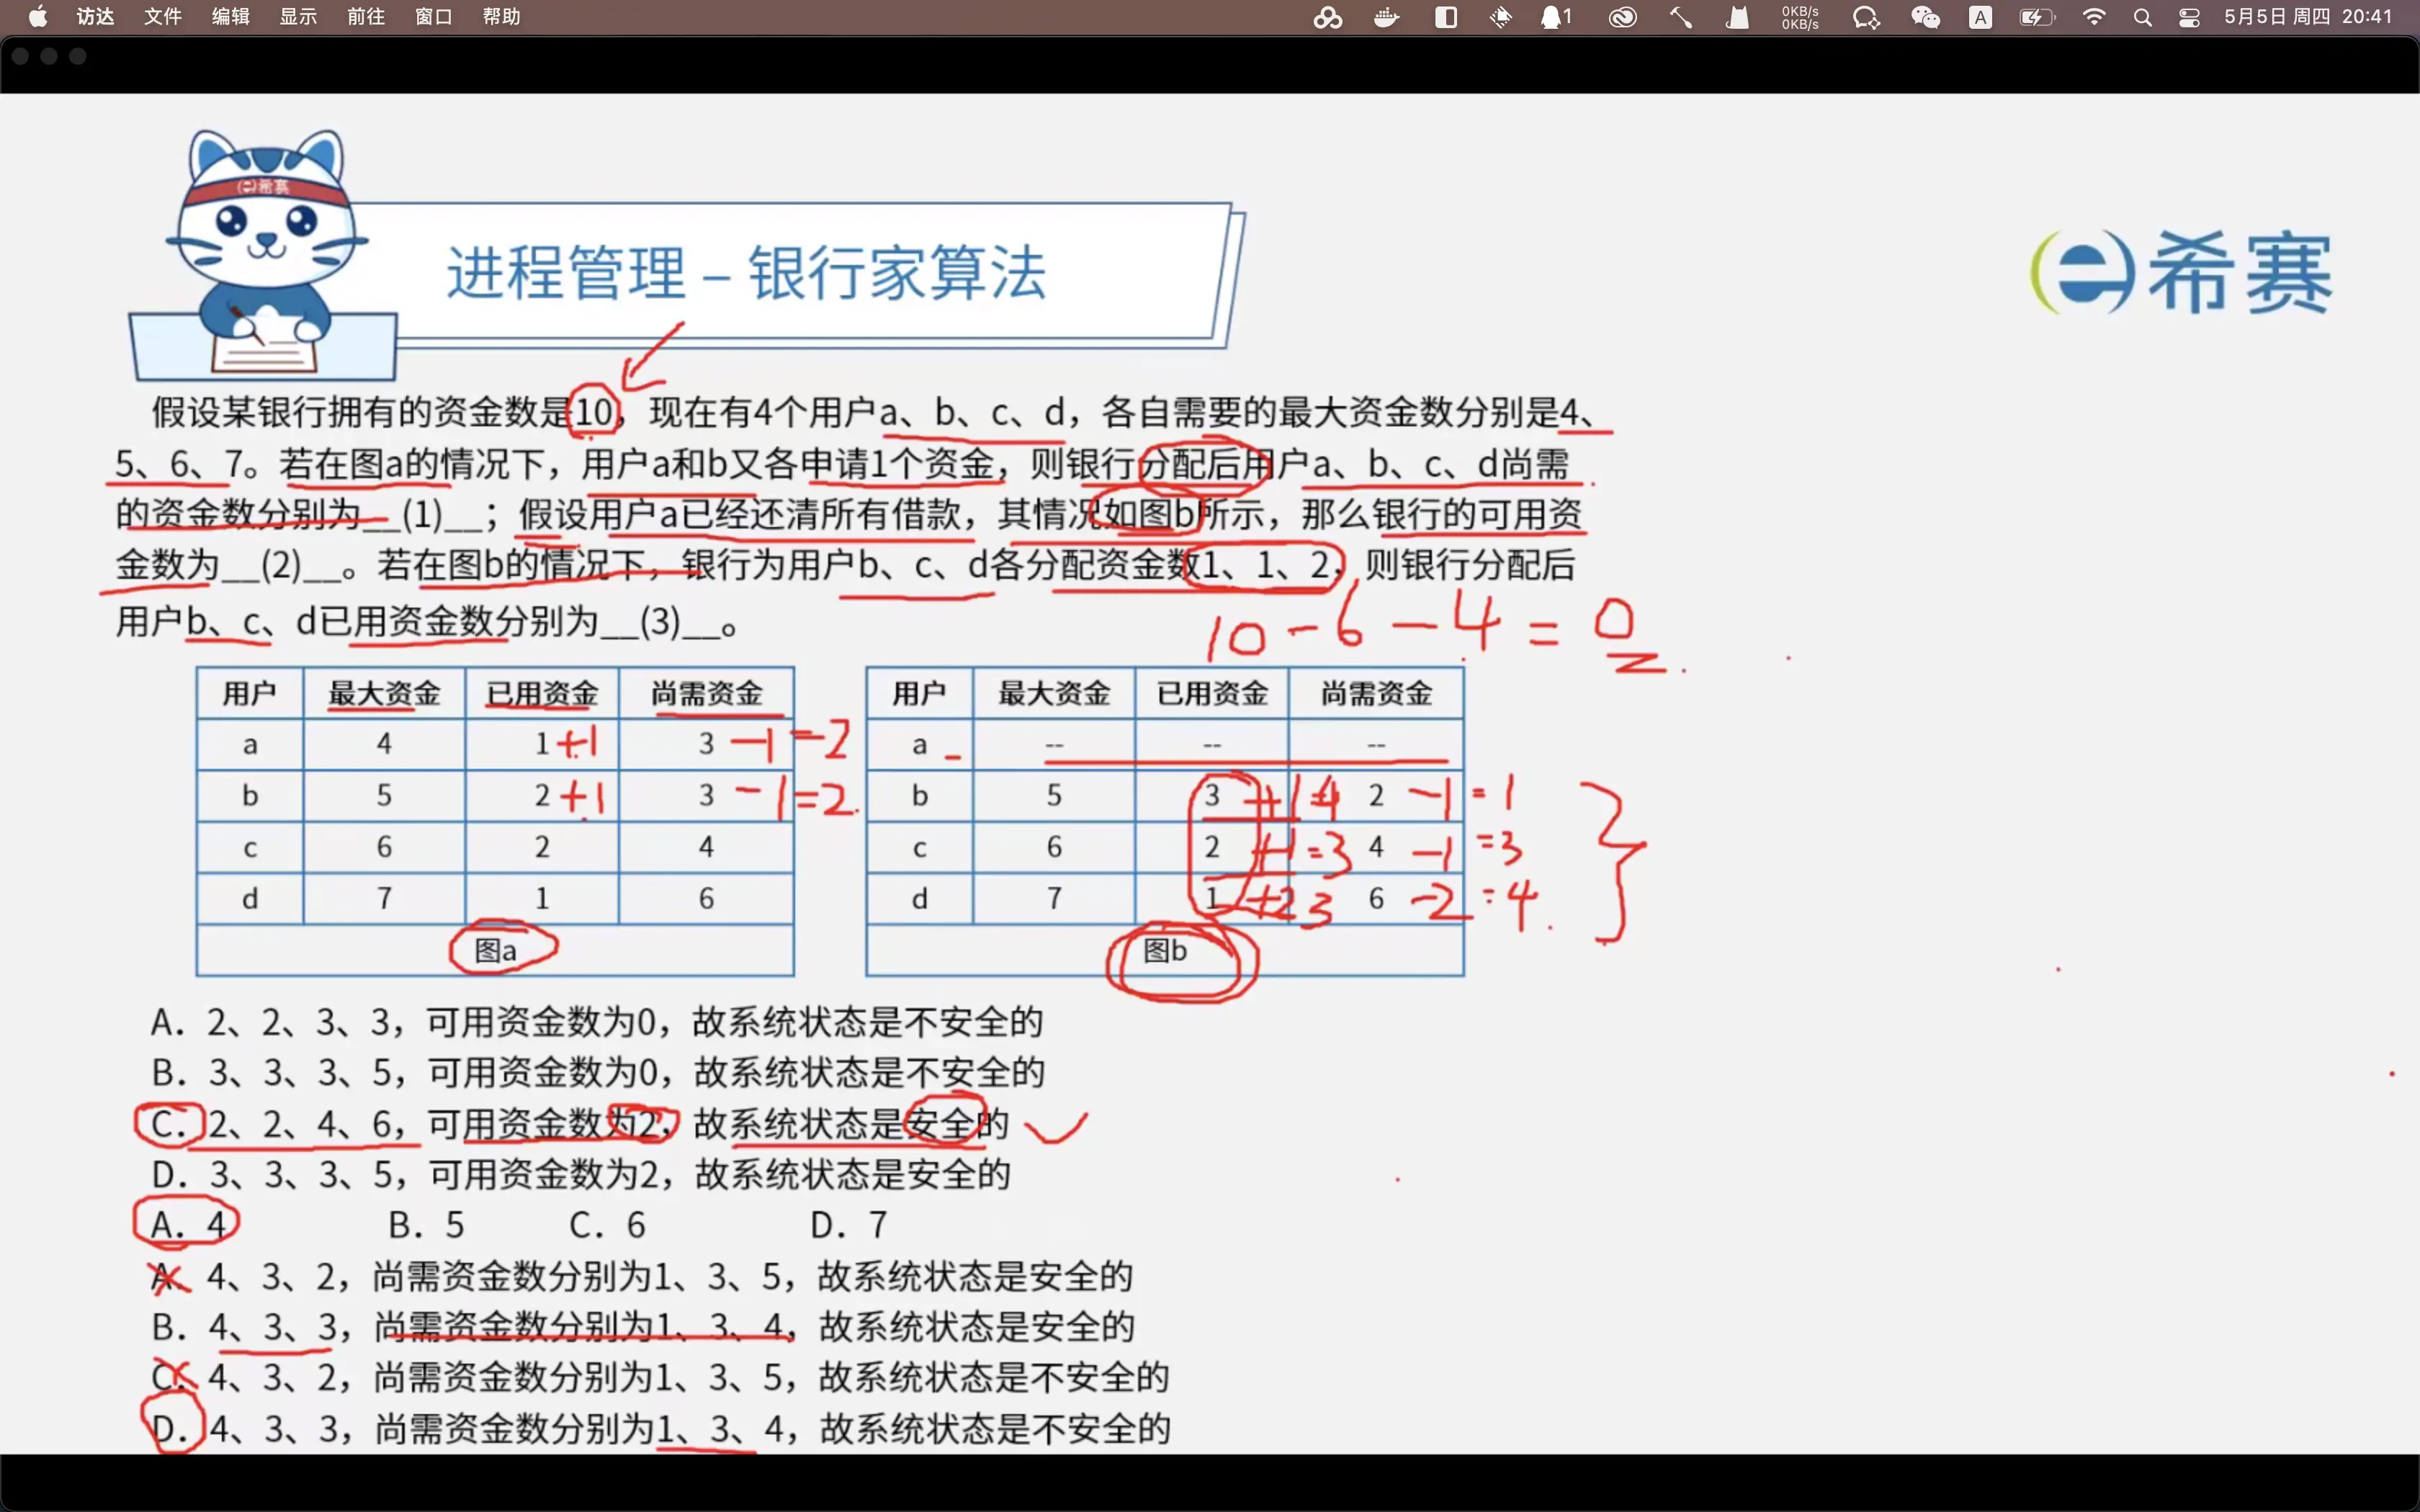 访达 文件 编辑 显示 前往 窗口 帮助 1 0KB/s 0KB/s A 5月5日 周四 20:41
希赛
进程管理 – 银行家算法
希赛
假设某银行拥有的资金数是10，现在有4个用户a、b、c、d，各自需要的最大资金数分别是4、
5、6、7。若在图a的情况下，用户a和b又各申请1个资金，则银行分配后用户a、b、c、d尚需
的资金数分别为__(1)__；假设用户a已经还清所有借款，其情况如图b所示，那么银行的可用资
金数为__(2)__。若在图b的情况下，银行为用户b、c、d各分配资金数1、1、2，则银行分配后
用户b、c、d已用资金数分别为__(3)__。
10-6-4=0
用户 最大资金 已用资金 尚需资金
a 4 1+1 3-1=2
b 5 2+1 3-1=2
c 6 2 4
d 7 1 6
图a
用户 最大资金 已用资金 尚需资金
a -- -- --
b 5 3+1=4 2-1=1
c 6 2+1=3 4-1=3
d 7 1+2 3 6-2=4
图b
A. 2、2、3、3，可用资金数为0，故系统状态是不安全的
B. 3、3、3、5，可用资金数为0，故系统状态是不安全的
C. 2、2、4、6，可用资金数为2，故系统状态是安全的
D. 3、3、3、5，可用资金数为2，故系统状态是安全的
A. 4 B. 5 C. 6 D. 7
A. 4、3、2，尚需资金数分别为1、3、5，故系统状态是安全的
B. 4、3、3，尚需资金数分别为1、3、4，故系统状态是安全的
C. 4、3、2，尚需资金数分别为1、3、5，故系统状态是不安全的
D. 4、3、3，尚需资金数分别为1、3、4，故系统状态是不安全的